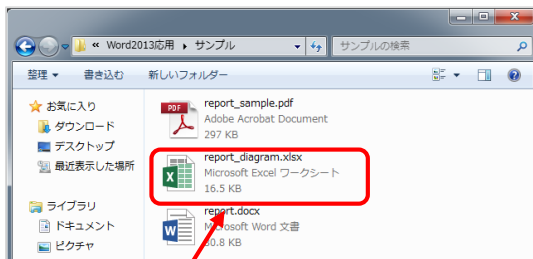 « Word2013応用 ▸ サンプル
サンプルの検索
整理 ▼ 書き込む 新しいフォルダー
お気に入り
ダウンロード
デスクトップ
最近表示した場所
ライブラリ
ドキュメント
ピクチャ
PDF
report_sample.pdf
Adobe Acrobat Document
297 KB
report_diagram.xlsx
Microsoft Excel ワークシート
16.5 KB
report.docx
Microsoft Word 文書